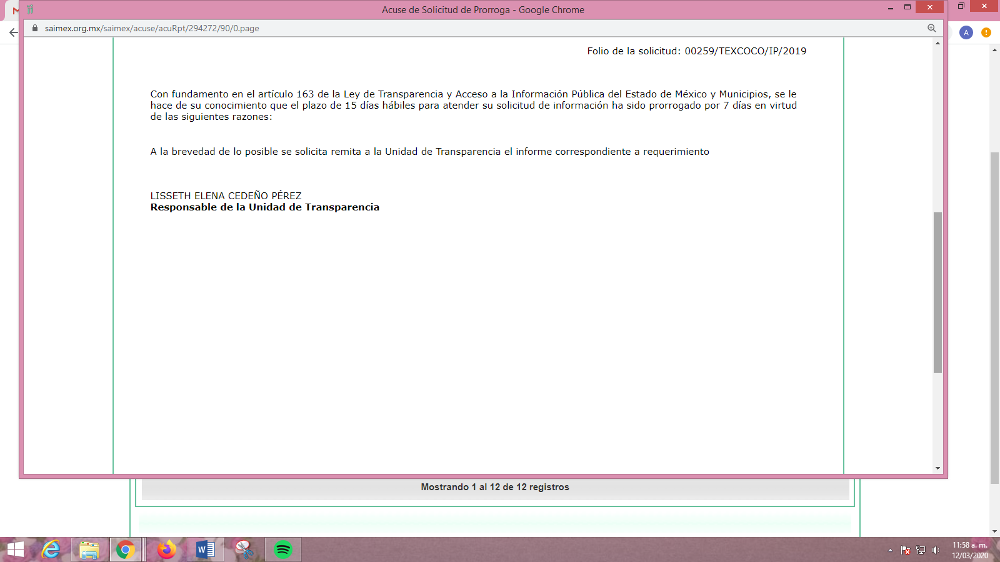 Acuse de Solicitud de Prorroga - Google Chrome
saimex.org.mx/saimex/acuse/acuRpt/294272/90/0.page
A
Folio de la solicitud: 00259/TEXCOCO/IP/2019
Con fundamento en el artículo 163 de la Ley de Transparencia y Acceso a la Información Pública del Estado de México y Municipios, se le
hace de su conocimiento que el plazo de 15 días hábiles para atender su solicitud de información ha sido prorrogado por 7 días en virtud
de las siguientes razones:
A la brevedad de lo posible se solicita remita a la Unidad de Transparencia el informe correspondiente a requerimiento
LISSETH ELENA CEDEÑO PÉREZ
Responsable de la Unidad de Transparencia
Mostrando 1 al 12 de 12 registros
11:58 a. m.
12/03/2020